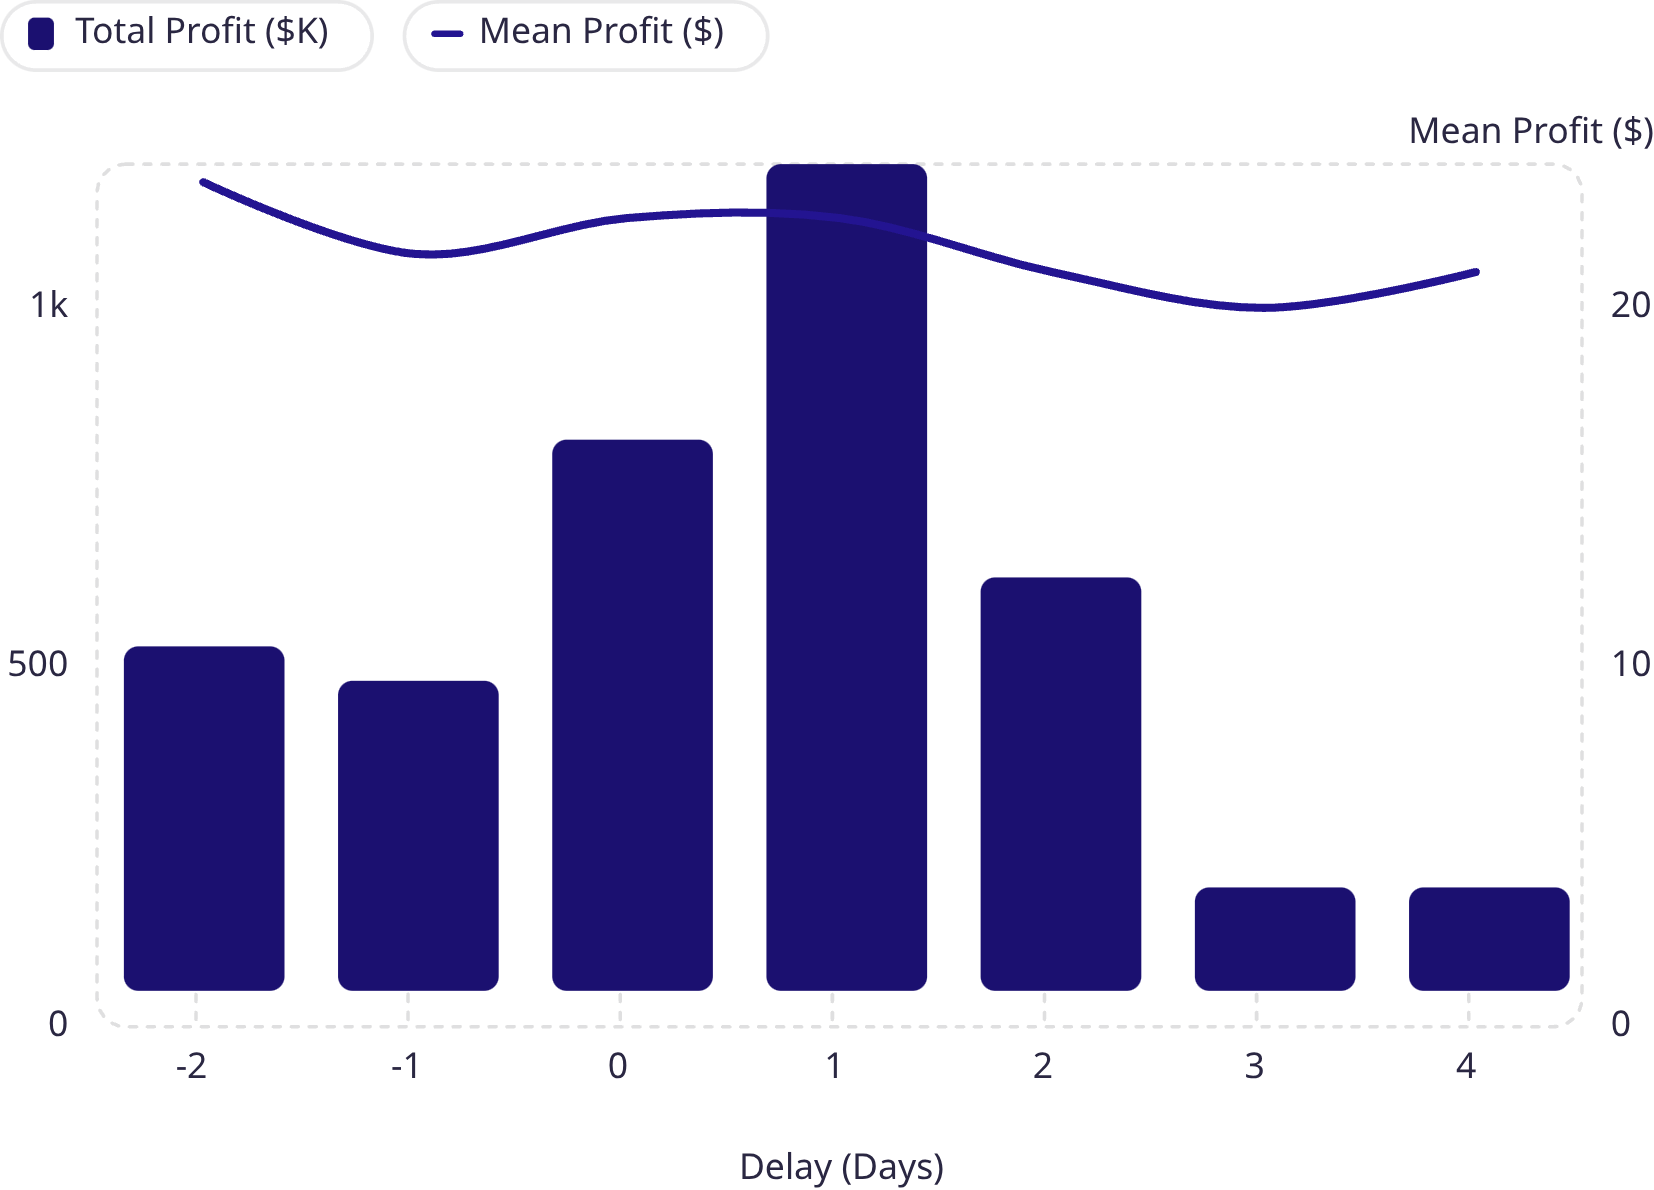 Total Profit ($K)
Mean Profit ($)
Mean Profit ($)
1k
20
500
10
0
0
-2
-1
0
1
2
3
4
Delay (Days)